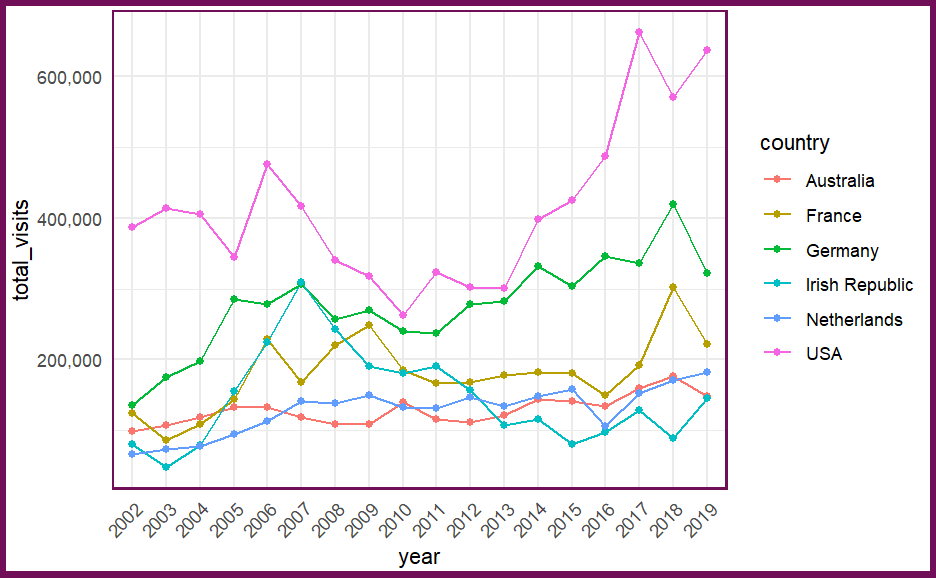 600,000
400,000
200,000
total_visits
2002
2003
2004
2005
2006
2007
2008
2009
2010
2011
2012
2013
2014
2015
2016
2017
2018
2019
year
country
Australia
France
Germany
Irish Republic
Netherlands
USA